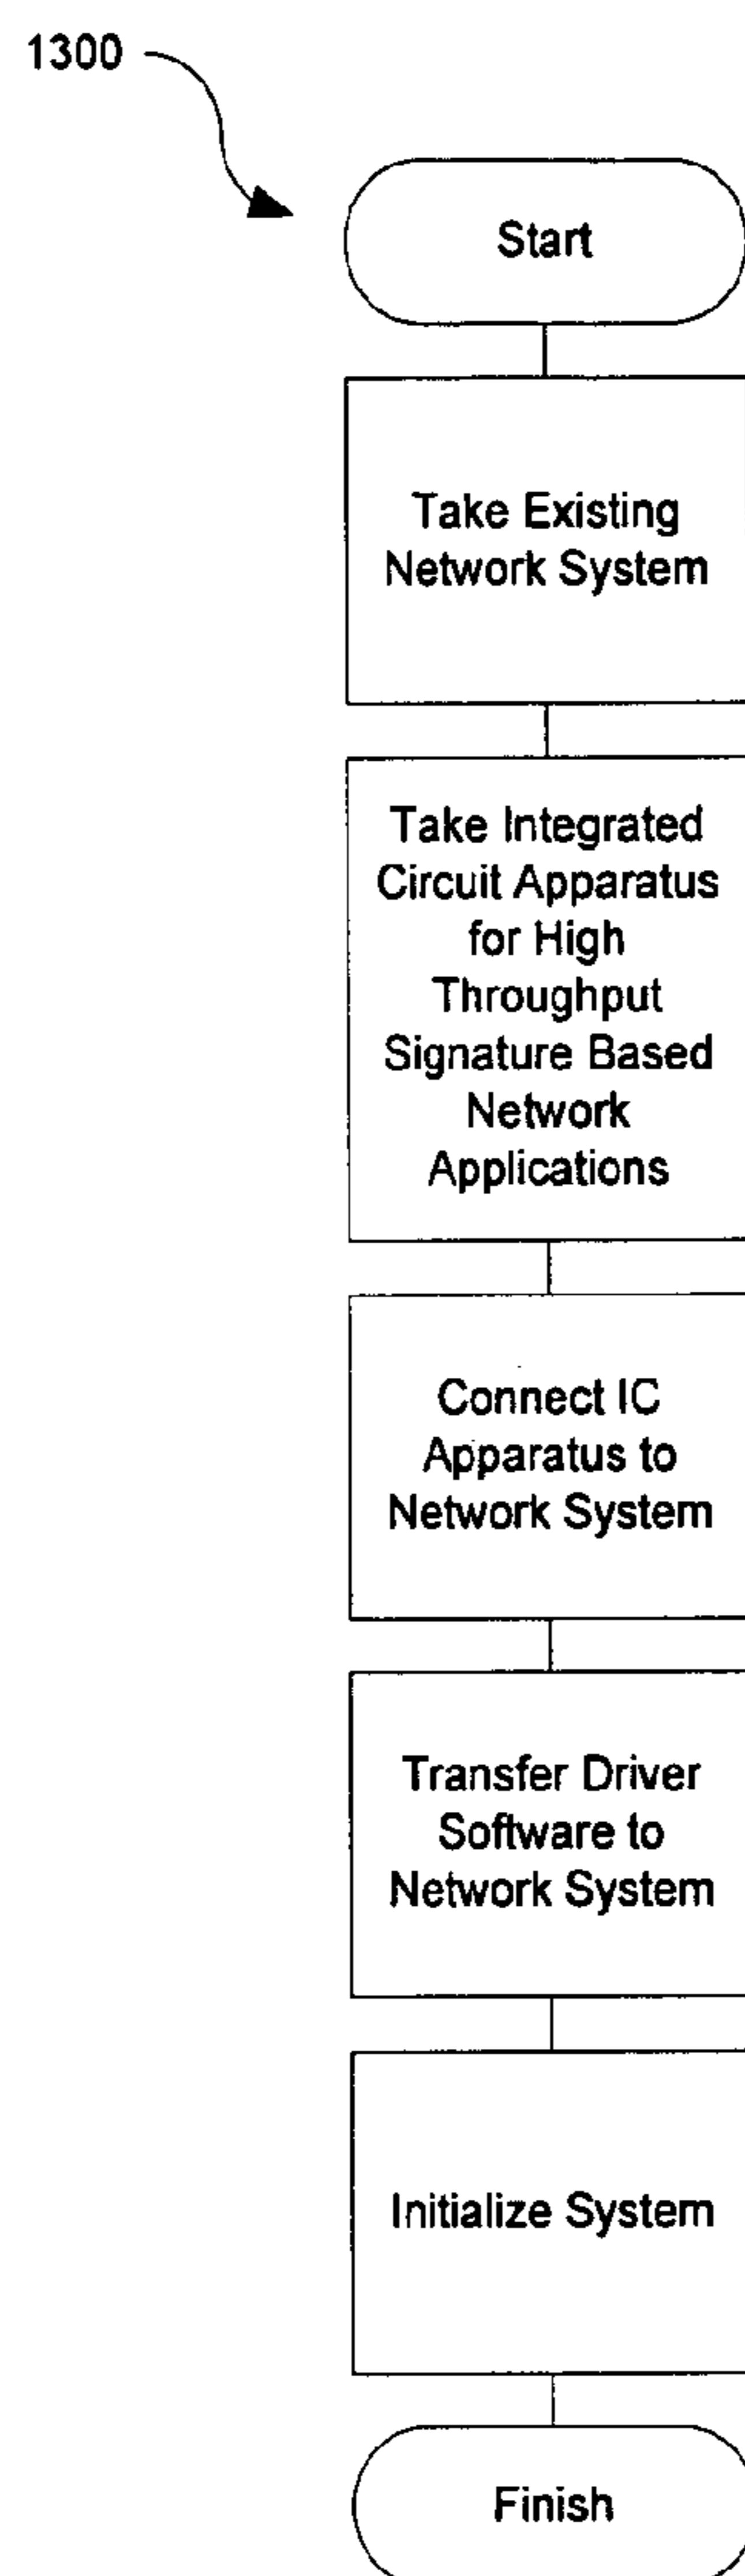 1300
Start
Take Existing
Network System
Take Integrated
Circuit Apparatus
for High
Throughput
Signature Based
Network
Applications
Connect IC
Apparatus to
Network System
Transfer Driver
Software to
Network System
Initialize System
Finish